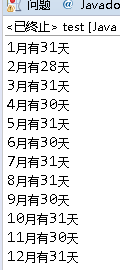 问题 @ Javado
<已终止> test [Java
1月有31天
2月有28天
3月有31天
4月有30天
5月有31天
6月有30天
7月有31天
8月有31天
9月有30天
10月有31天
11月有30天
12月有31天